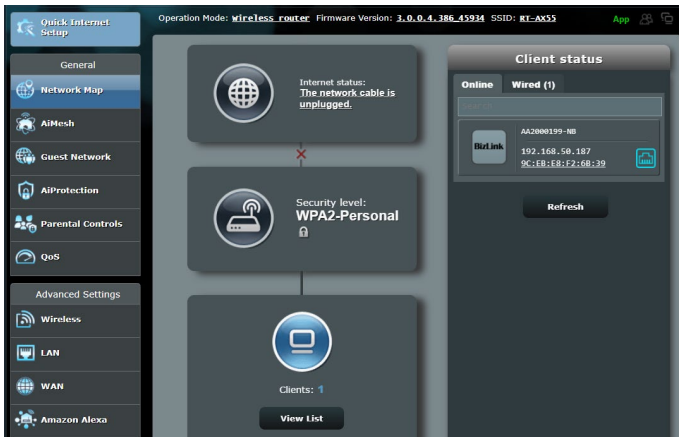 Quick Internet
Setup
Operation Mode: Wireless router Firmware Version: 3.0.0.4.386_45934 SSID: RT-AX55
App
General
Network Map
AiMesh
Guest Network
AiProtection
Parental Controls
QoS
Advanced Settings
Wireless
LAN
WAN
Amazon Alexa
Internet status:
The network cable is
unplugged.
Security level:
WPA2-Personal
Clients: 1
View List
Client status
Online Wired (1)
BizLink
AA2000199-NB
192.168.50.187
9C:EB:E8:F2:6B:39
Refresh